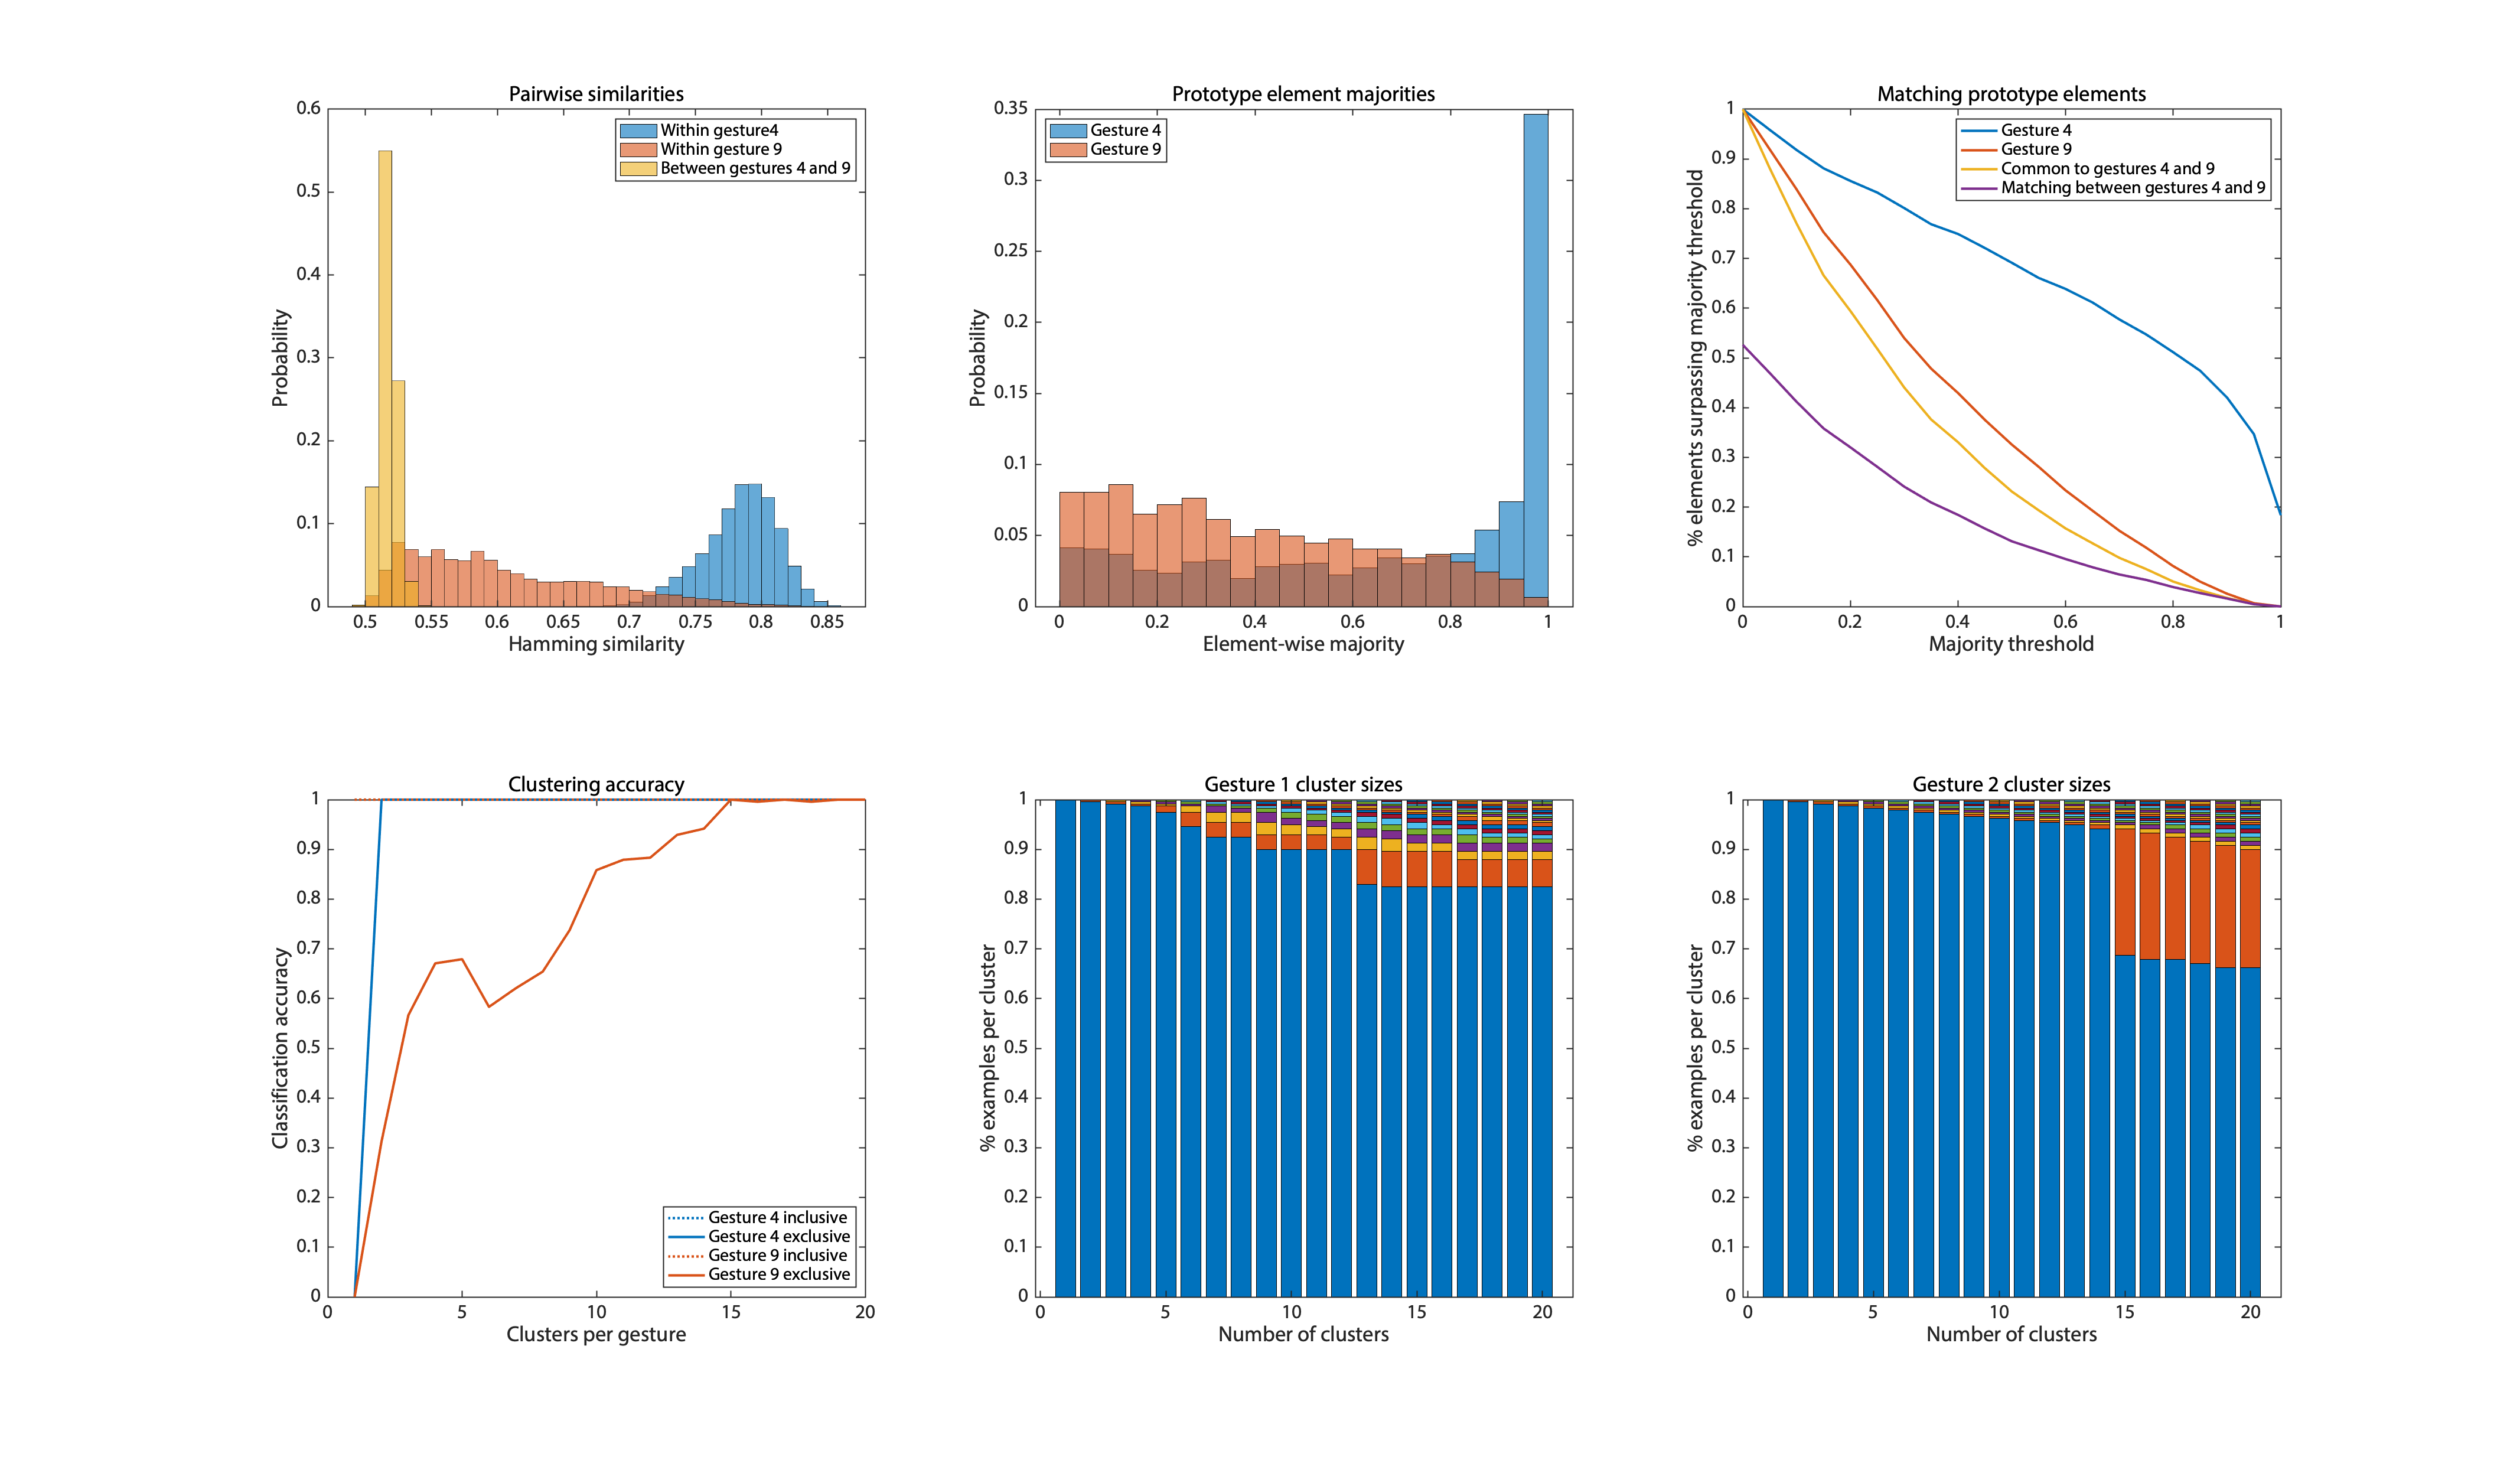 Pairwise similarities
0.6
0.5
0.4
0.3
0.2
0.1
0
Probability
Within gesture4
Within gesture 9
Between gestures 4 and 9
0.5 0.55 0.6 0.65 0.7 0.75 0.8 0.85
Hamming similarity
Prototype element majorities
0.35
0.3
0.25
0.2
0.15
0.1
0.05
0
Probability
Gesture 4
Gesture 9
0 0.2 0.4 0.6 0.8 1
Element-wise majority
Matching prototype elements
1
0.9
0.8
0.7
0.6
0.5
0.4
0.3
0.2
0.1
0
% elements surpassing majority threshold
Gesture 4
Gesture 9
Common to gestures 4 and 9
Matching between gestures 4 and 9
0 0.2 0.4 0.6 0.8 1
Majority threshold
Clustering accuracy
1
0.9
0.8
0.7
0.6
0.5
0.4
0.3
0.2
0.1
0
Classification accuracy
Gesture 4 inclusive
Gesture 4 exclusive
Gesture 9 inclusive
Gesture 9 exclusive
0 5 10 15 20
Clusters per gesture
Gesture 1 cluster sizes
1
0.9
0.8
0.7
0.6
0.5
0.4
0.3
0.2
0.1
0
% examples per cluster
0 5 10 15 20
Number of clusters
Gesture 2 cluster sizes
1
0.9
0.8
0.7
0.6
0.5
0.4
0.3
0.2
0.1
0
% examples per cluster
0 5 10 15 20
Number of clusters